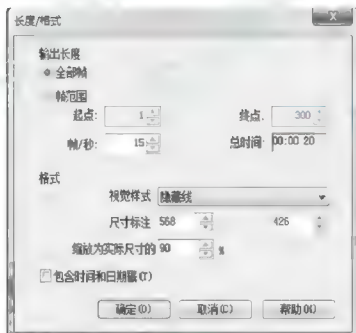 长度/格式
输出长度
全部帧
帧范围
起点: 1 终点: 300
帧/秒: 15 总时间: 00:00 20
格式
视觉样式 隐藏线
尺寸标注 568 426
缩放为实际尺寸的 90 %
包含时间和日期戳(T)
确定(O) 取消(C) 帮助(H)